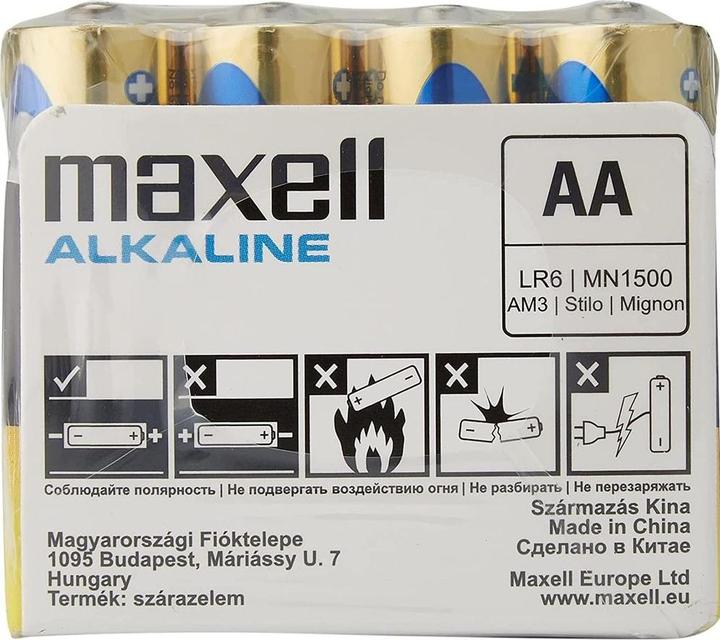 maxell
ALKALINE
AA
LR6 | MN1500
AM3 | Stilo | Mignon
Соблюдайте полярность | Не подвергать воздействию огня | Не разбирать | Не перезаряжать
Származás Kina
Made in China
Сделано в Китае
Magyarországi Fióktelepe
1095 Budapest, Máriássy U. 7
Hungary
Termék: szárazelem
Maxell Europe Ltd
www.maxell.eu